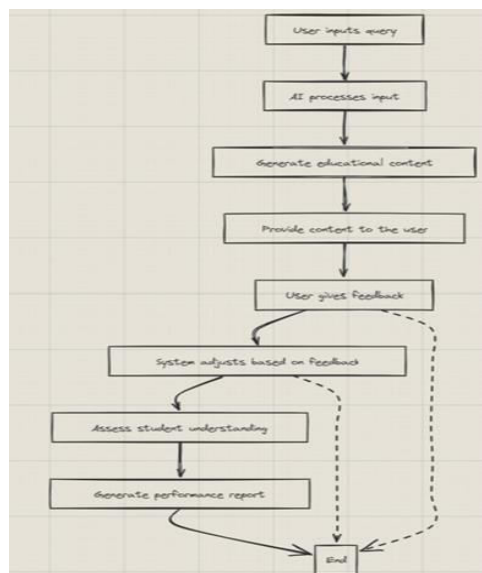 User inputs query
AI processes input
Generate educational content
Provide content to the user
User gives feedback
System adjusts based on feedback
Assess student understanding
Generate performance report
End